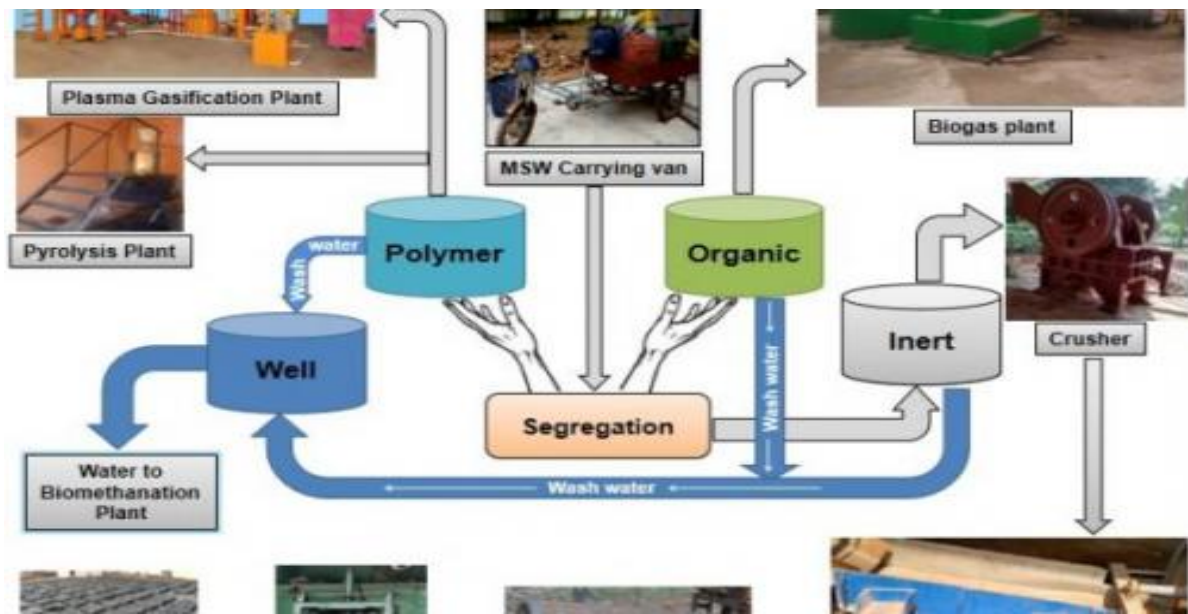 Plasma Gasification Plant
MSW Carrying van
Biogas plant
Pyrolysis Plant
Polymer
Organic
Wash water
Well
Inert
Crusher
Segregation
Wash water
Wash water
Water to
Biomethanation
Plant